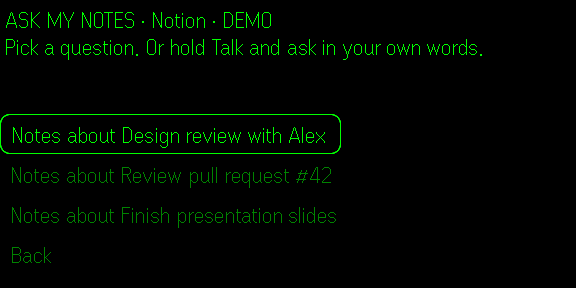 ASK MY NOTES · Notion · DEMO
Pick a question. Or hold Talk and ask in your own words.
Notes about Design review with Alex
Notes about Review pull request #42
Notes about Finish presentation slides
Back